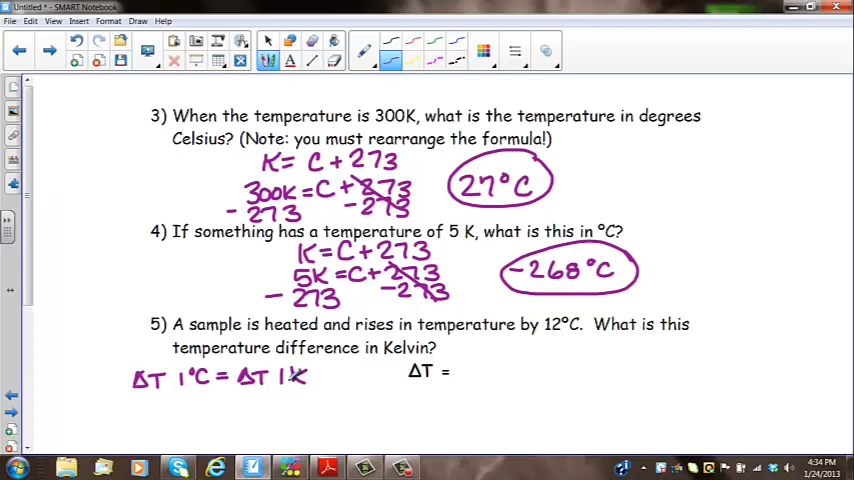 Untitled * - SMART Notebook
File Edit View Insert Format Draw Help
3) When the temperature is 300K, what is the temperature in degrees
Celsius? (Note: you must rearrange the formula!)
K = C + 273
300K = C + 273
- 273 - 273
27°C
4) If something has a temperature of 5 K, what is this in ºC?
K = C + 273
5K = C + 273
- 273 - 273
-268°C
5) A sample is heated and rises in temperature by 12ºC. What is this
temperature difference in Kelvin?
ΔT 1°C = ΔT 1K
ΔT =
4:34 PM
1/24/2013